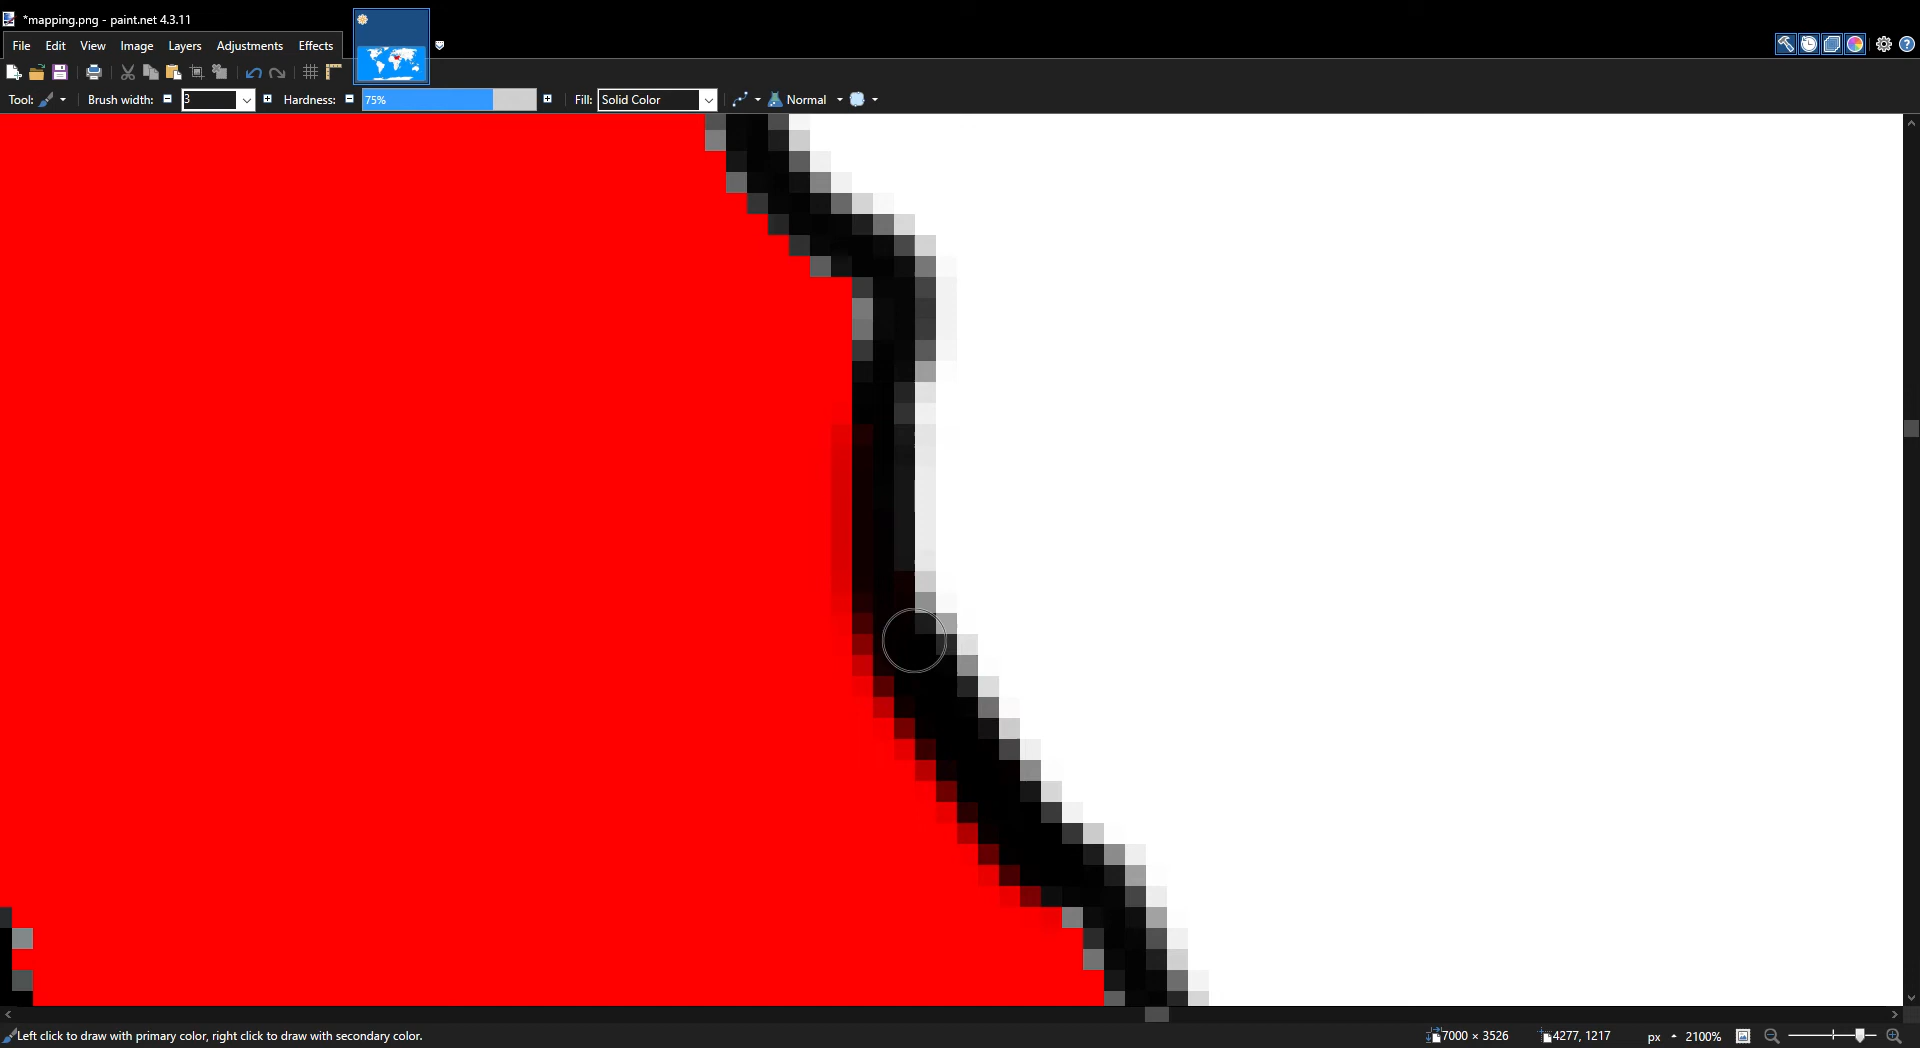 *mapping.png - paint.net 4.3.11
File Edit View Image Layers Adjustments Effects
Tool: Brush width: 3 Hardness: 75% Fill: Solid Color Normal
Left click to draw with primary color, right click to draw with secondary color. 7000 × 3526 4277, 1217 px 2100%